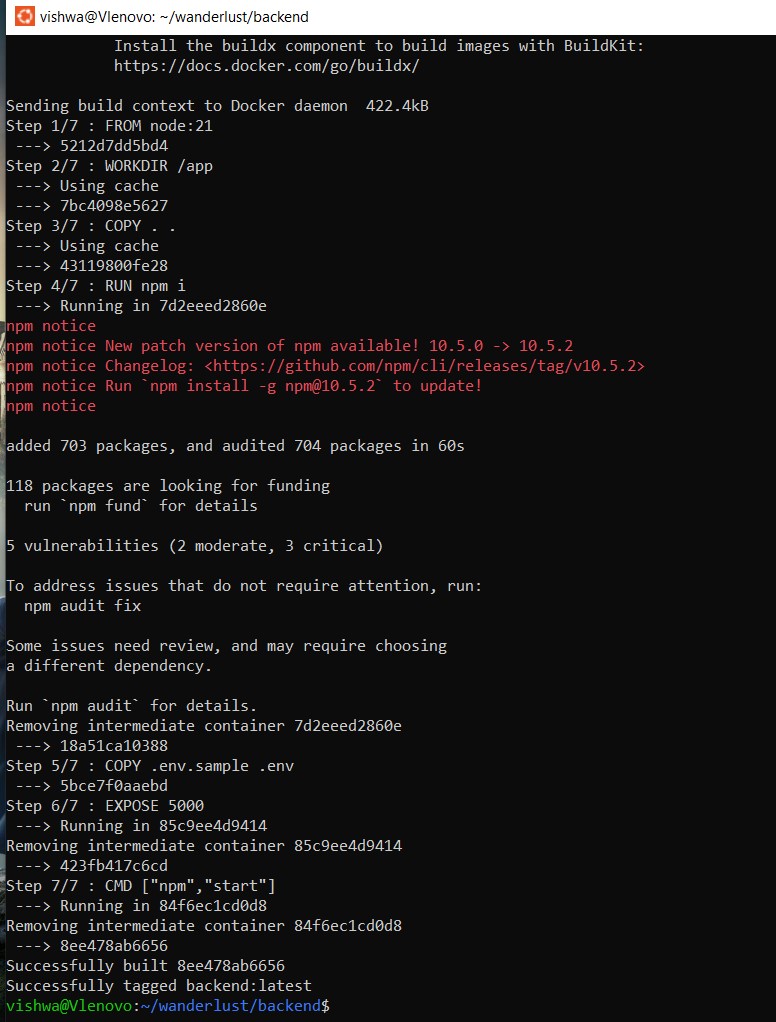 vishwa@Vlenovo: ~/wanderlust/backend
Install the buildx component to build images with BuildKit:
https://docs.docker.com/go/buildx/
Sending build context to Docker daemon  422.4kB
Step 1/7 : FROM node:21
---> 5212d7dd5bd4
Step 2/7 : WORKDIR /app
---> Using cache
---> 7bc4098e5627
Step 3/7 : COPY . .
---> Using cache
---> 43119800fe28
Step 4/7 : RUN npm i
---> Running in 7d2eeed2860e
npm notice
npm notice New patch version of npm available! 10.5.0 -> 10.5.2
npm notice Changelog: <https://github.com/npm/cli/releases/tag/v10.5.2>
npm notice Run `npm install -g npm@10.5.2` to update!
npm notice
added 703 packages, and audited 704 packages in 60s
118 packages are looking for funding
run `npm fund` for details
5 vulnerabilities (2 moderate, 3 critical)
To address issues that do not require attention, run:
npm audit fix
Some issues need review, and may require choosing
a different dependency.
Run `npm audit` for details.
Removing intermediate container 7d2eeed2860e
---> 18a51ca10388
Step 5/7 : COPY .env.sample .env
---> 5bce7f0aaebd
Step 6/7 : EXPOSE 5000
---> Running in 85c9ee4d9414
Removing intermediate container 85c9ee4d9414
---> 423fb417c6cd
Step 7/7 : CMD ["npm","start"]
---> Running in 84f6ec1cd0d8
Removing intermediate container 84f6ec1cd0d8
---> 8ee478ab6656
Successfully built 8ee478ab6656
Successfully tagged backend:latest
vishwa@Vlenovo:~/wanderlust/backend$